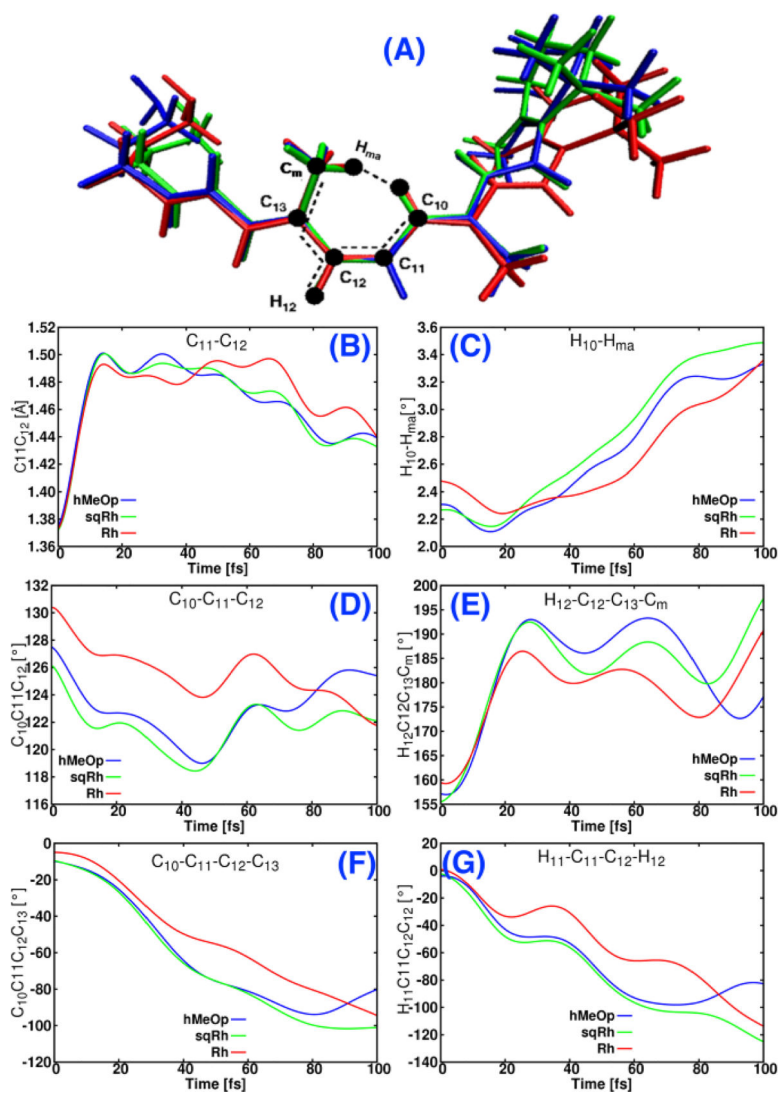 (A)
Hma
Cm
C13
C10
C12
C11
H12
C11-C12
(B)
C11C12 [Å]
1.52
1.50
1.48
1.46
1.44
1.42
1.40
1.38
1.36
hMeOp
sqRh
Rh
0 20 40 60 80 100
Time [fs]
H10-Hma
(C)
H10-Hma[°]
3.6
3.4
3.2
3.0
2.8
2.6
2.4
2.2
2.0
hMeOp
sqRh
Rh
0 20 40 60 80 100
Time [fs]
C10-C11-C12
(D)
C10C11C12 [°]
132
130
128
126
124
122
120
118
116
hMeOp
sqRh
Rh
0 20 40 60 80 100
Time [fs]
H12-C12-C13-Cm
(E)
H12C12C13Cm [°]
200
195
190
185
180
175
170
165
160
155
hMeOp
sqRh
Rh
0 20 40 60 80 100
Time [fs]
C10-C11-C12-C13
(F)
C10C11C12C13 [°]
0
-20
-40
-60
-80
-100
-120
hMeOp
sqRh
Rh
0 20 40 60 80 100
Time [fs]
(G)
H11-C11-C12-H12
H11C11C12C12 [°]
20
0
-20
-40
-60
-80
-100
-120
-140
hMeOp
sqRh
Rh
0 20 40 60 80 100
Time [fs]